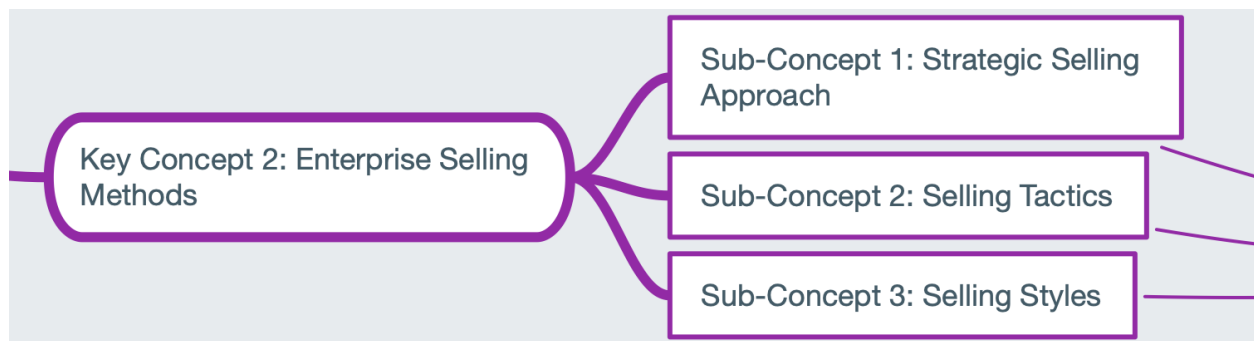 Key Concept 2: Enterprise Selling
Methods
Sub-Concept 1: Strategic Selling
Approach
Sub-Concept 2: Selling Tactics
Sub-Concept 3: Selling Styles